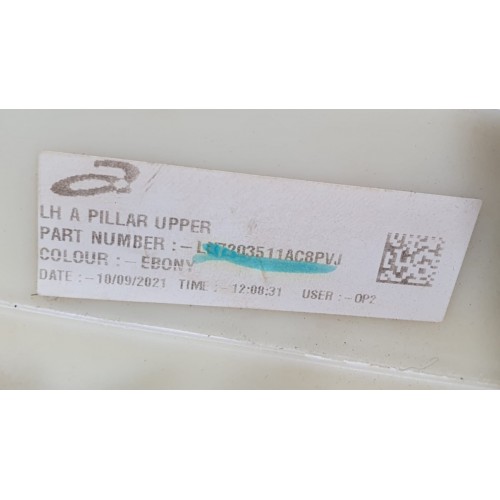 LH A PILLAR UPPER
PART NUMBER :-
COLOUR :- EBONY
DATE :-10/09/2021 TIME :-12:08:31 USER :-OP2